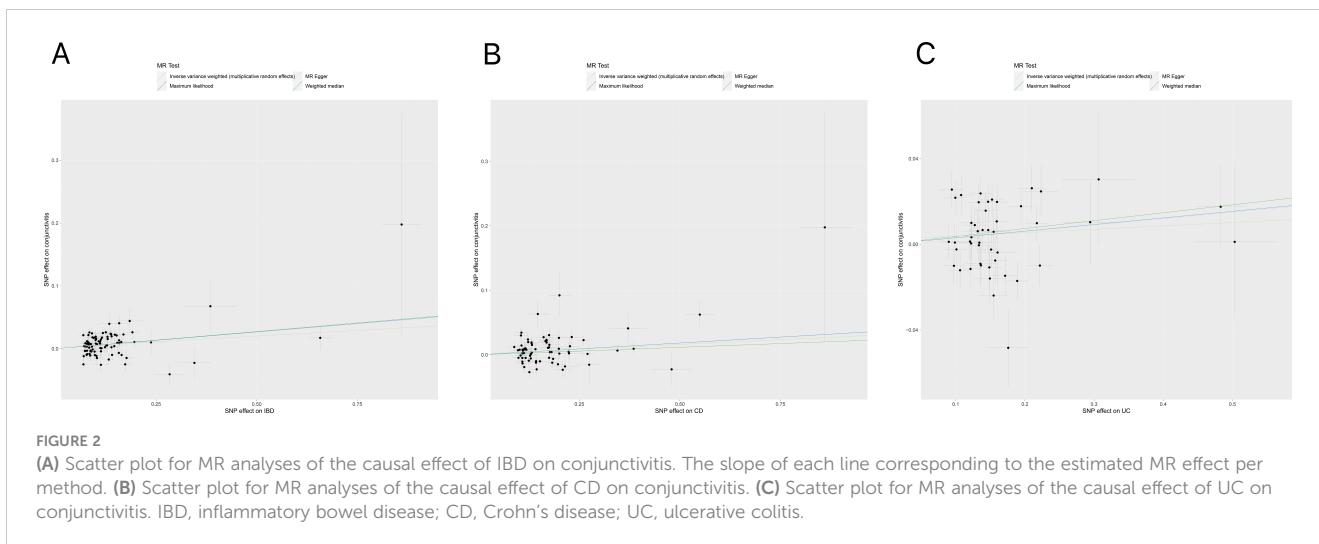 A
MR Test
Inverse variance weighted (multiplicative random effects) MR Egger
Maximum likelihood Weighted median
SNP effect on conjunctivitis
0.3
0.2
0.1
0.0
0.25 0.50 0.75
SNP effect on IBD
B
MR Test
Inverse variance weighted (multiplicative random effects) MR Egger
Maximum likelihood Weighted median
SNP effect on conjunctivitis
0.3
0.2
0.1
0.0
0.25 0.50 0.75
SNP effect on CD
C
MR Test
Inverse variance weighted (multiplicative random effects) MR Egger
Maximum likelihood Weighted median
SNP effect on conjunctivitis
0.04
0.00
−0.04
0.1 0.2 0.3 0.4 0.5
SNP effect on UC
FIGURE 2
(A) Scatter plot for MR analyses of the causal effect of IBD on conjunctivitis. The slope of each line corresponding to the estimated MR effect per
method. (B) Scatter plot for MR analyses of the causal effect of CD on conjunctivitis. (C) Scatter plot for MR analyses of the causal effect of UC on
conjunctivitis. IBD, inflammatory bowel disease; CD, Crohn’s disease; UC, ulcerative colitis.